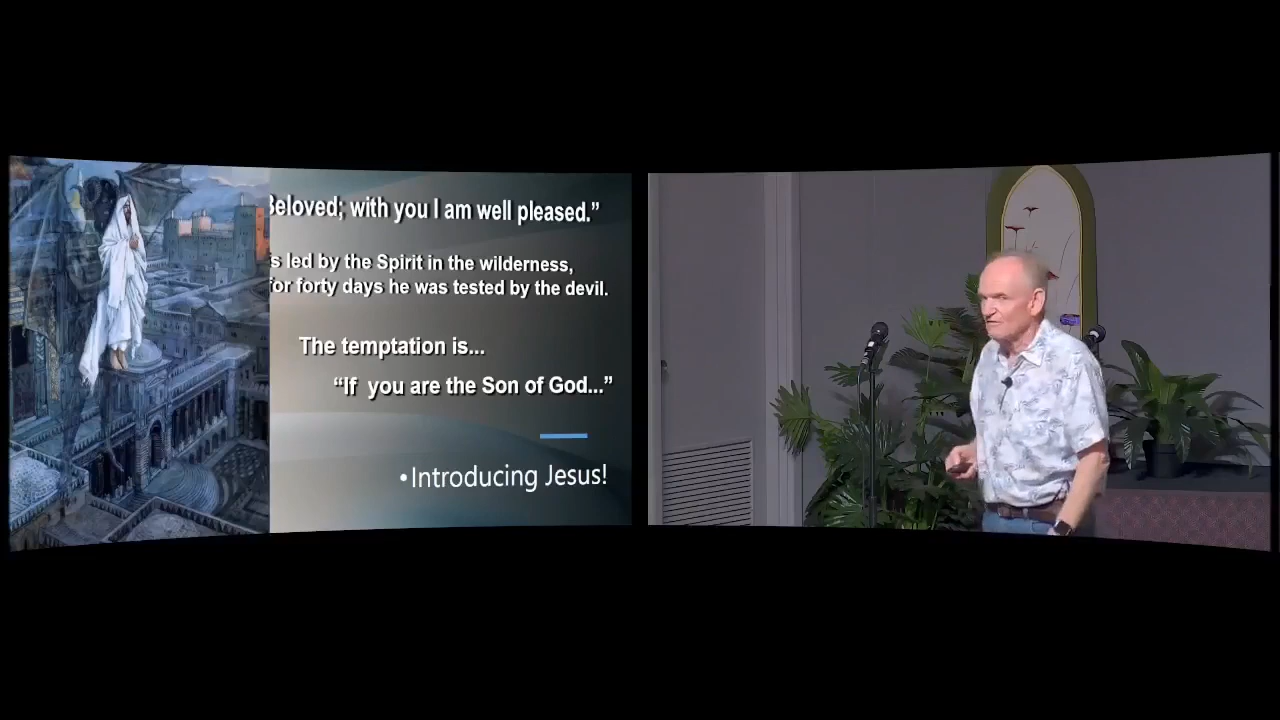 Beloved; with you I am well pleased.”
s led by the Spirit in the wilderness,
for forty days he was tested by the devil.
The temptation is...
“If you are the Son of God...”
•Introducing Jesus!